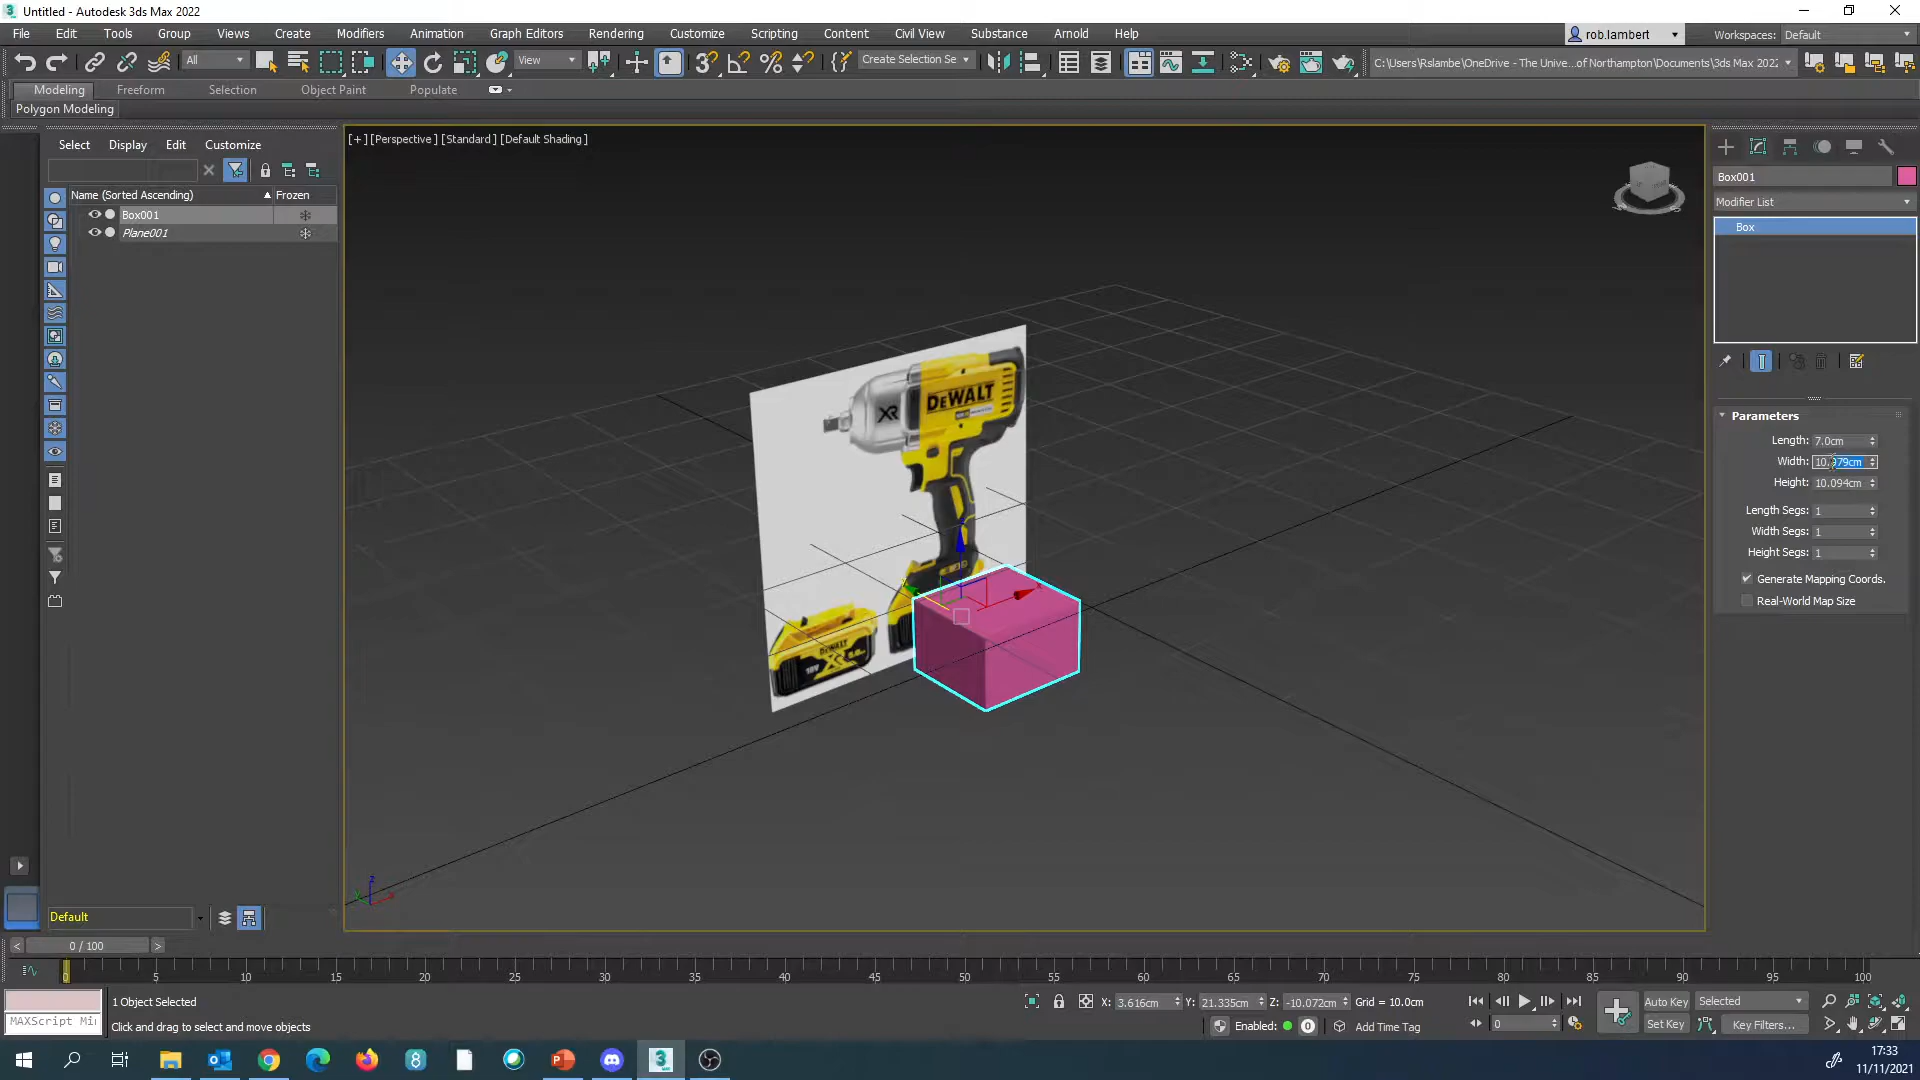 Untitled - Autodesk 3ds Max 2022
File Edit Tools Group Views Create Modifiers Animation Graph Editors Rendering Customize Scripting Civil View Content Substance Arnold Help
rob.lambert Workspaces: Default
All View Create Selection Se C:\Users\Rslambe\OneDrive - The Unive...of Northampton\Documents\3ds Max 2022
Modeling Freeform Selection Object Paint Populate
Polygon Modeling
Select Display Edit Customize
[+] [Perspective] [Standard] [Default Shading]
Name (Sorted Ascending) Frozen
Box001
Plane001
Box001
Modifier List
Box
Parameters
Length: 7.0cm
Width: 10.979cm
Height: 10.094cm
Length Segs: 1
Width Segs: 1
Height Segs: 1
Generate Mapping Coords.
Real-World Map Size
XR DEWALT
DEWALT
18V XR
z
Default
0 / 100
0 5 10 15 20 25 30 35 40 45 50 55 60 65 70 75 80 85 90 95 100
1 Object Selected X: 3.616cm Y: 21.335cm Z: -10.072cm Grid = 10.0cm Auto Key Selected
MAXScript Mi
Click and drag to select and move objects Enabled: 0 Add Time Tag 0 Set Key Key Filters...
17:33
11/11/2021